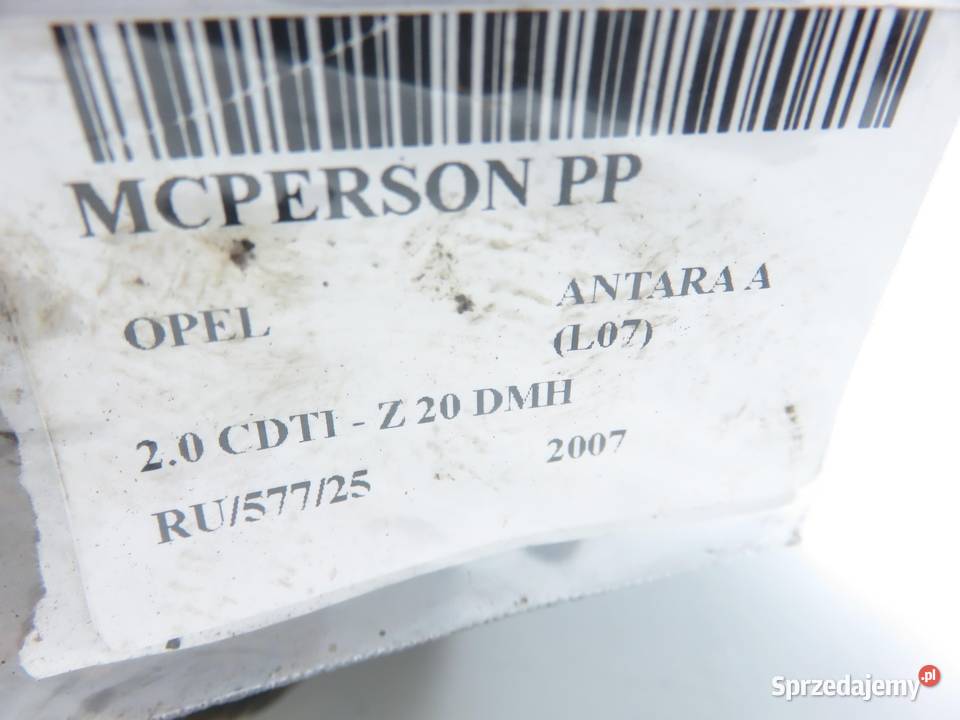 MCPERSON PP
OPEL
ANTARA A
(L07)
2.0 CDTI - Z 20 DMH
RU/577/25
2007
Sprzedajemy.pl